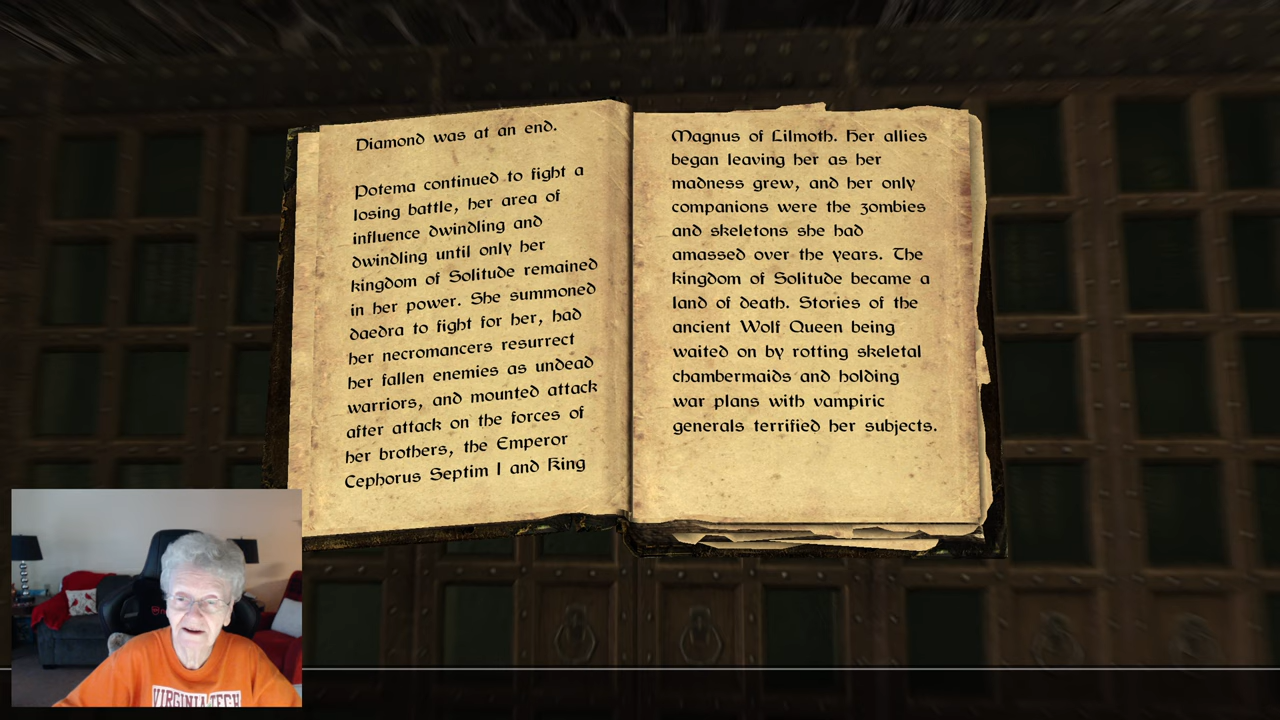 Diamond was at an end.
Potema continued to fight a
losing battle, her area of
influence dwindling and
dwindling until only her
kingdom of Solitude remained
in her power. She summoned
daedra to fight for her, had
her necromancers resurrect
her fallen enemies as undead
warriors, and mounted attack
after attack on the forces of
her brothers, the Emperor
Cephorus Septim I and King
Magnus of Lilmoth. Her allies
began leaving her as her
madness grew, and her only
companions were the zombies
and skeletons she had
amassed over the years. The
kingdom of Solitude became a
land of death. Stories of the
ancient Wolf Queen being
waited on by rotting skeletal
chambermaids and holding
war plans with vampiric
generals terrified her subjects.
VIRGINIA TECH